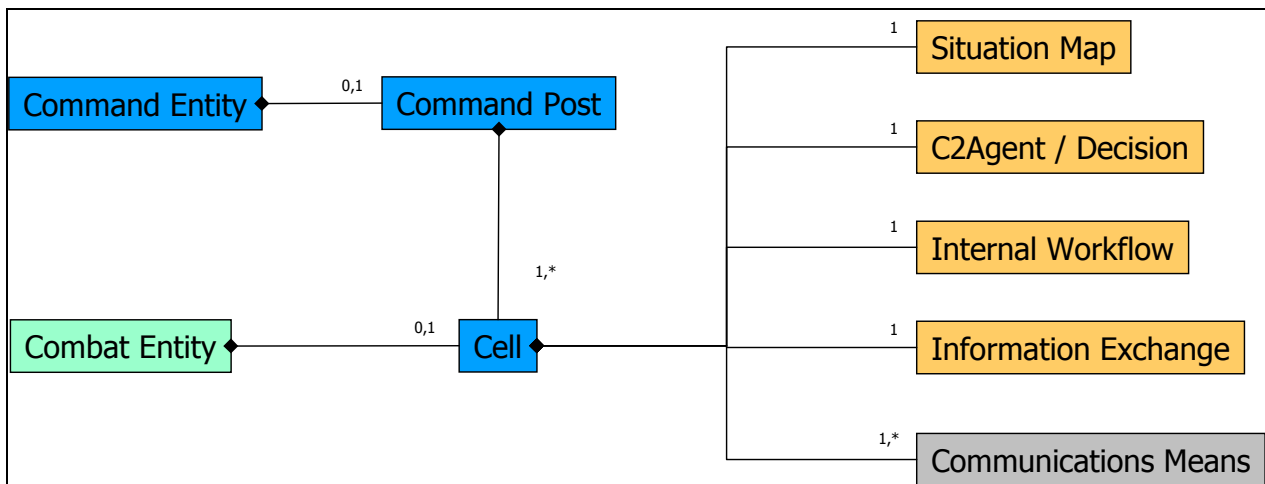 1
Situation Map
0,1
Command Entity
Command Post
1
C2Agent / Decision
1
Internal Workflow
1,*
0,1
1
Combat Entity
Cell
Information Exchange
1,*
Communications Means